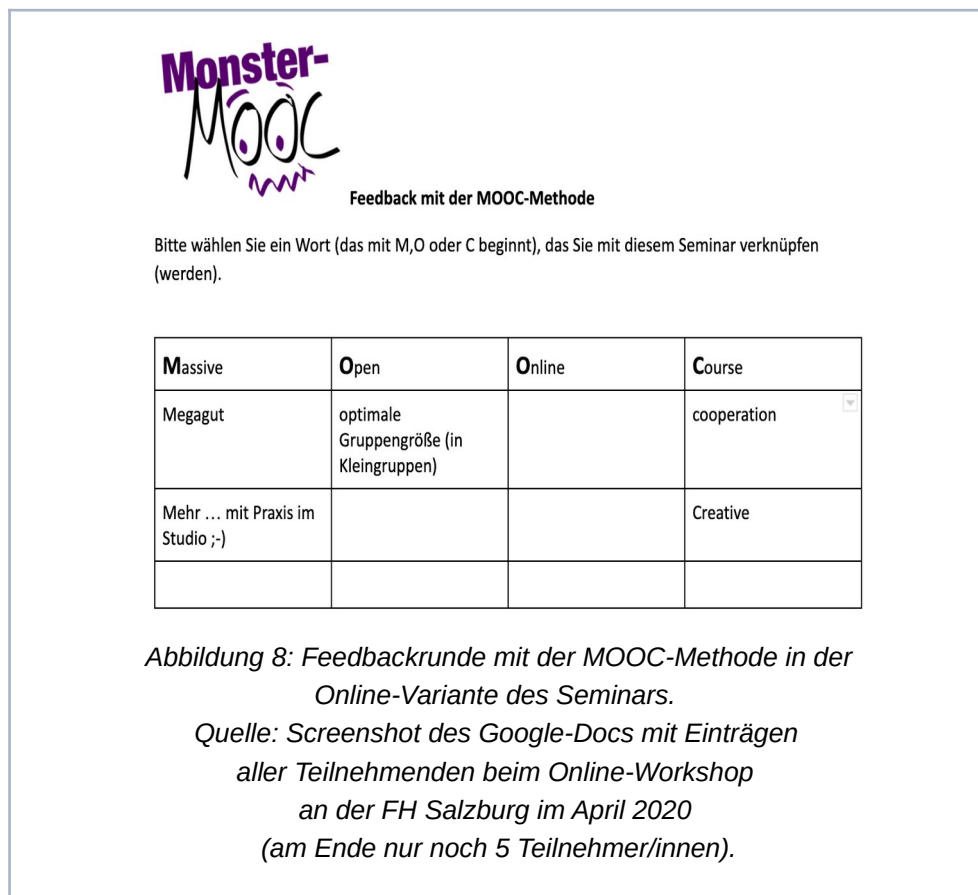 Monster-
MOOC
Feedback mit der MOOC-Methode
Bitte wählen Sie ein Wort (das mit M,O oder C beginnt), das Sie mit diesem Seminar verknüpfen
(werden).
Massive Open Online Course
Megagut optimale cooperation
Gruppengröße (in
Kleingruppen)
Mehr … mit Praxis im Creative
Studio ;-)
Abbildung 8: Feedbackrunde mit der MOOC-Methode in der
Online-Variante des Seminars.
Quelle: Screenshot des Google-Docs mit Einträgen
aller Teilnehmenden beim Online-Workshop
an der FH Salzburg im April 2020
(am Ende nur noch 5 Teilnehmer/innen).